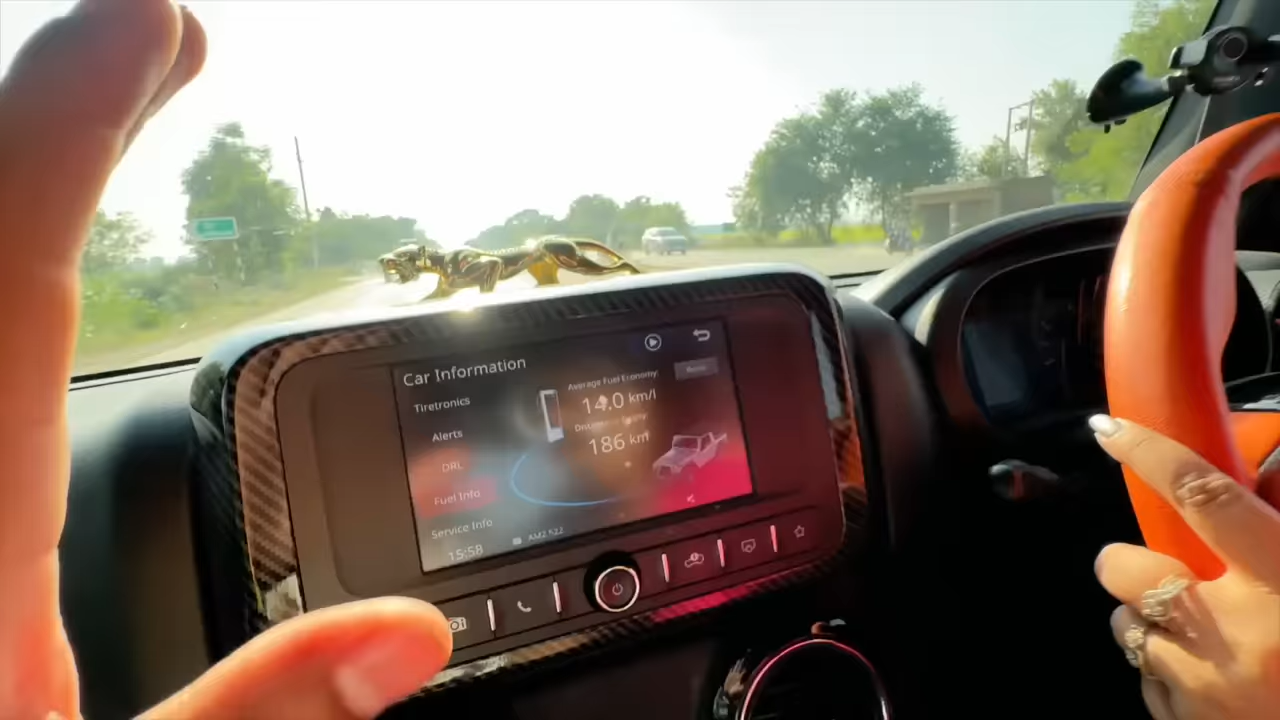 Car Information
Tiretronics
Alerts
DRL
Fuel Info
Service Info
15:58
Average Fuel Economy
14.0 km/l
186 km